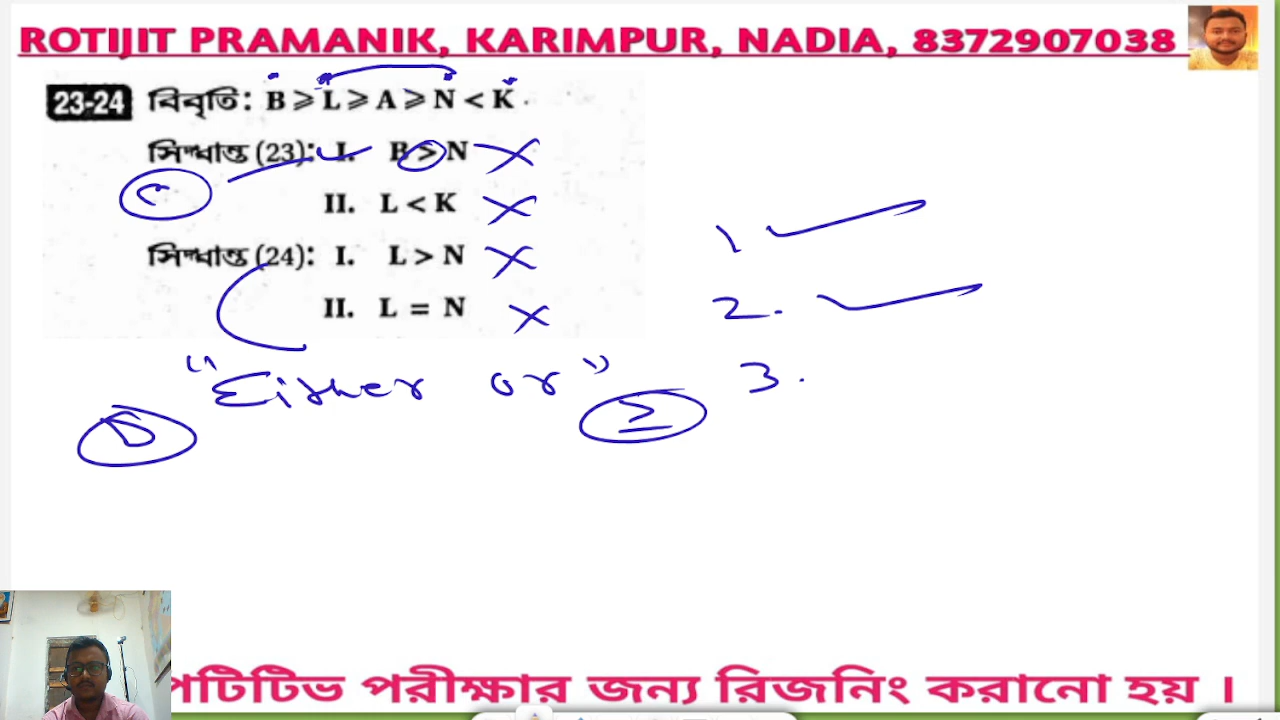 ROTIJIT PRAMANIK, KARIMPUR, NADIA, 8372907038
23-24 বিবৃতি: B ⩾ L ⩾ A ⩾ N < K
সিদ্ধান্ত (23): I. B > N
II. L < K
সিদ্ধান্ত (24): I. L > N
II. L = N
1
2.
3.
"Either or"
পটিটিভ পরীক্ষার জন্য রিজনিং করানো হয় ।